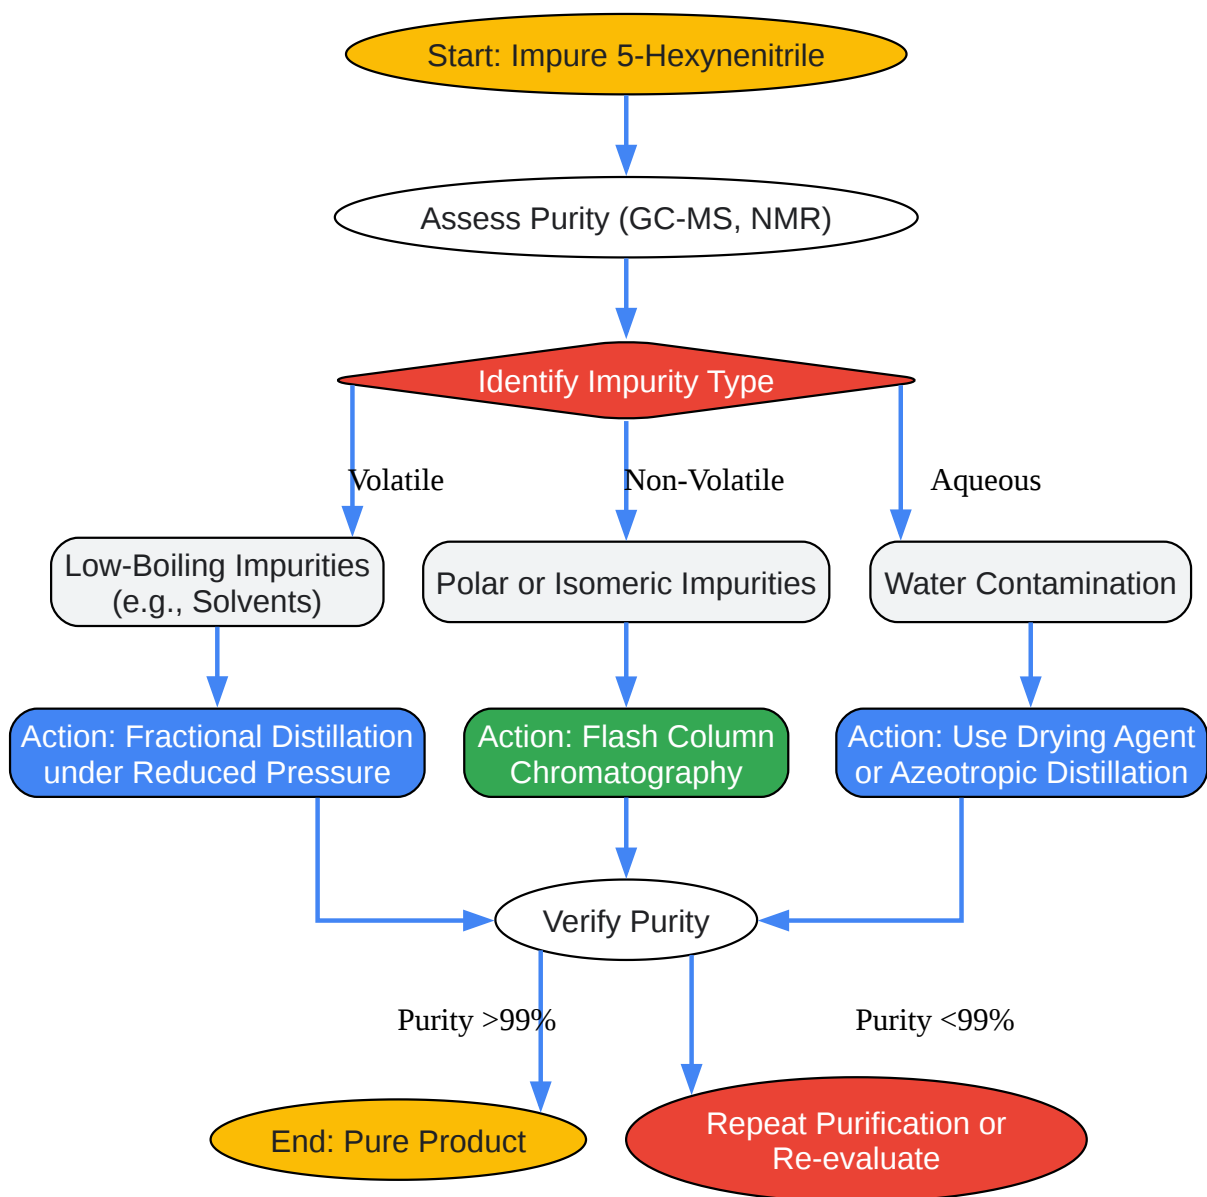 Start: Impure 5-Hexynenitrile
Assess Purity (GC-MS, NMR)
Identify Impurity Type
Volatile
Non-Volatile
Aqueous
Low-Boiling Impurities
(e.g., Solvents)
Polar or Isomeric Impurities
Water Contamination
Action: Fractional Distillation
under Reduced Pressure
Action: Flash Column
Chromatography
Action: Use Drying Agent
or Azeotropic Distillation
Verify Purity
Purity >99%
Purity <99%
End: Pure Product
Repeat Purification or
Re-evaluate